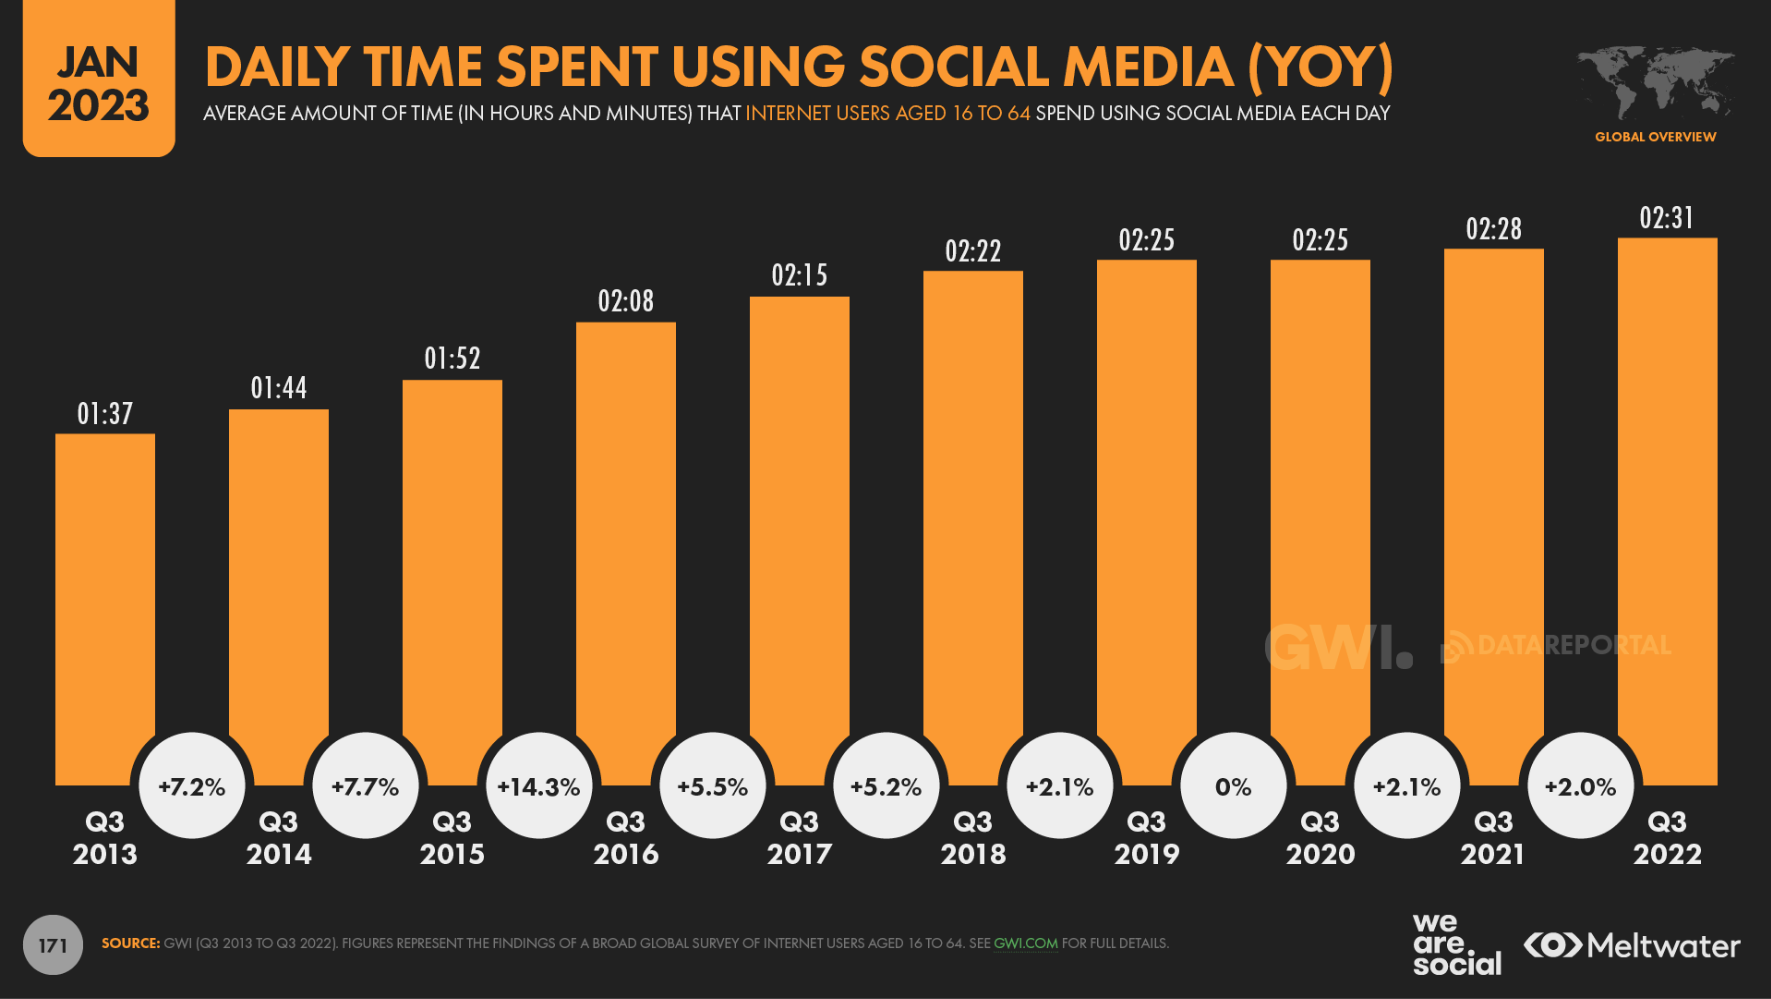 JAN
2023
DAILY TIME SPENT USING SOCIAL MEDIA (YOY)
AVERAGE AMOUNT OF TIME (IN HOURS AND MINUTES) THAT INTERNET USERS AGED 16 TO 64 SPEND USING SOCIAL MEDIA EACH DAY
GLOBAL OVERVIEW
01:37
01:44
01:52
02:08
02:15
02:22
02:25
02:25
02:28
02:31
GWI.
DATAREPORTAL
+7.2%
+7.7%
+14.3%
+5.5%
+5.2%
+2.1%
0%
+2.1%
+2.0%
Q3
2013
Q3
2014
Q3
2015
Q3
2016
Q3
2017
Q3
2018
Q3
2019
Q3
2020
Q3
2021
Q3
2022
171
SOURCE: GWI (Q3 2013 TO Q3 2022). FIGURES REPRESENT THE FINDINGS OF A BROAD GLOBAL SURVEY OF INTERNET USERS AGED 16 TO 64. SEE GWI.COM FOR FULL DETAILS.
we
are.
social
Meltwater